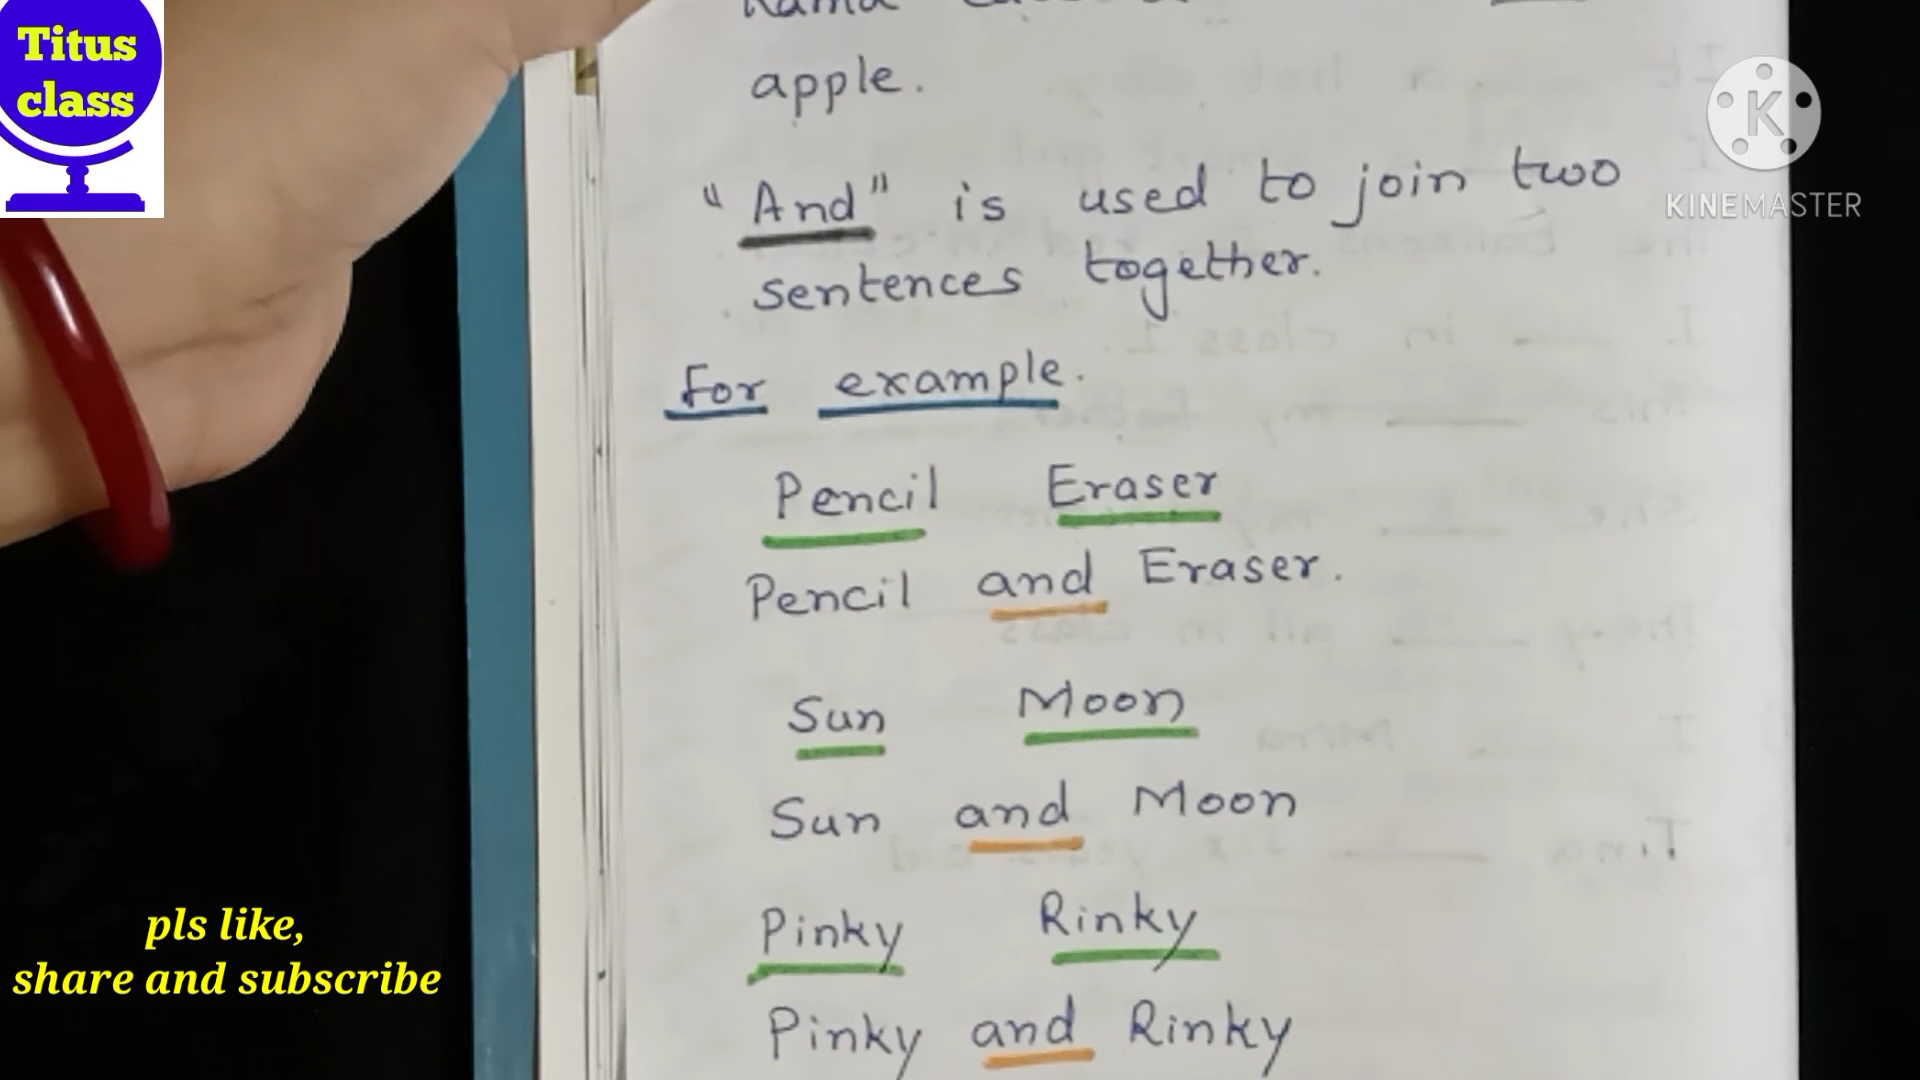 Titus
class
apple.
"And" is used to join two
sentences together.
For example.
Pencil Eraser
Pencil and Eraser.
Sun Moon
Sun and Moon
Pinky Rinky
Pinky and Rinky
K
KINEMASTER
pls like,
share and subscribe